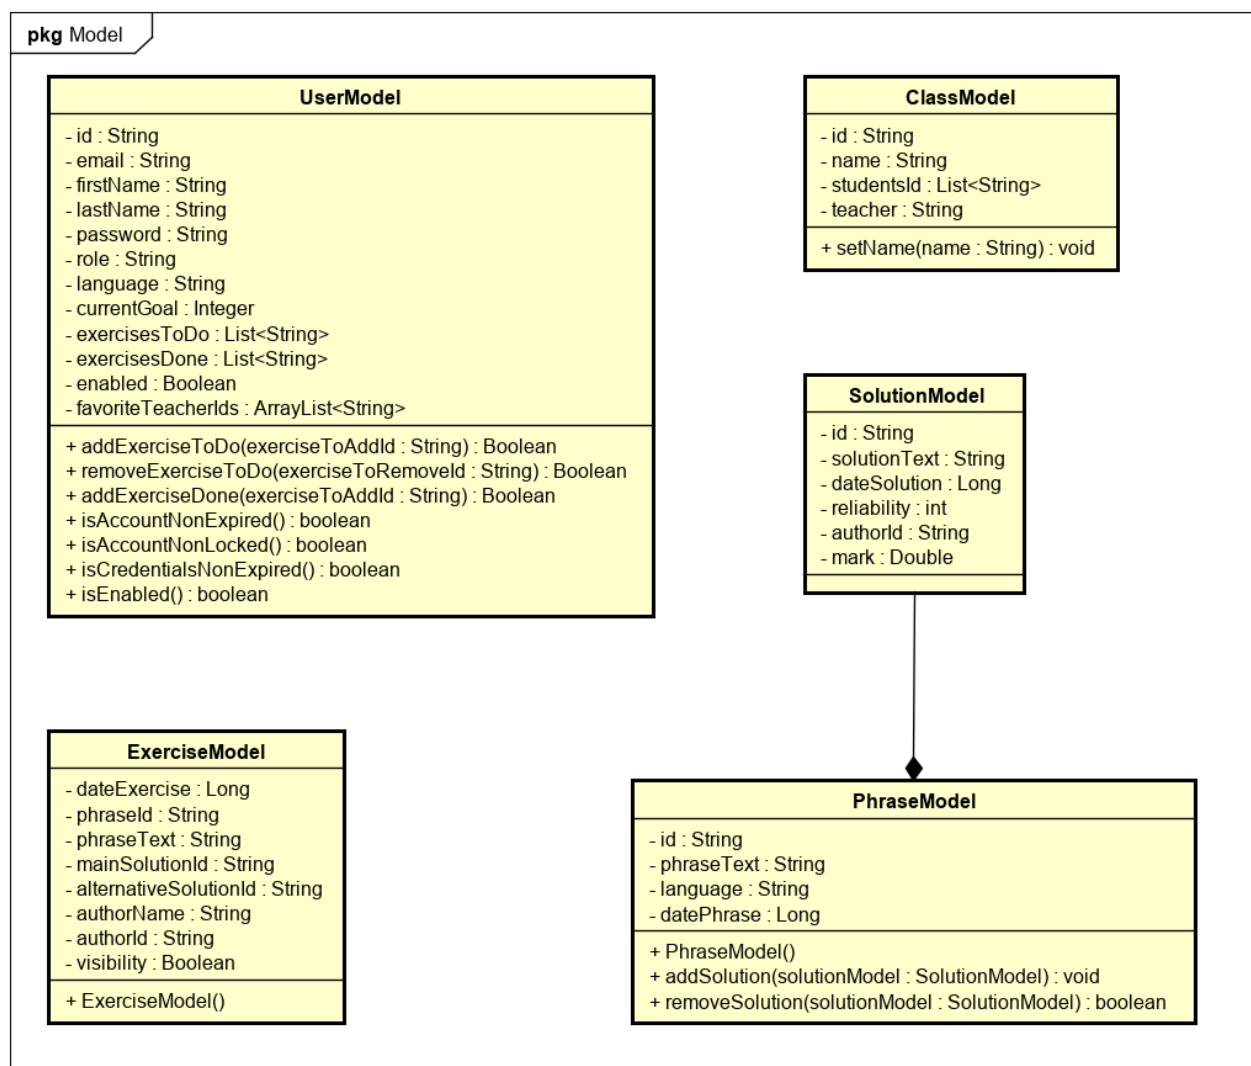 pkg Model
UserModel
- id : String
- email : String
- firstName : String
- lastName : String
- password : String
- role : String
- language : String
- currentGoal : Integer
- exercisesToDo : List<String>
- exercisesDone : List<String>
- enabled : Boolean
- favoriteTeacherIds : ArrayList<String>
+ addExerciseToDo(exerciseToAddId : String) : Boolean
+ removeExerciseToDo(exerciseToRemoveId : String) : Boolean
+ addExerciseDone(exerciseToAddId : String) : Boolean
+ isAccountNonExpired() : boolean
+ isAccountNonLocked() : boolean
+ isCredentialsNonExpired() : boolean
+ isEnabled() : boolean
ClassModel
- id : String
- name : String
- studentsId : List<String>
- teacher : String
+ setName(name : String) : void
SolutionModel
- id : String
- solutionText : String
- dateSolution : Long
- reliability : int
- authorId : String
- mark : Double
ExerciseModel
- dateExercise : Long
- phraseId : String
- phraseText : String
- mainSolutionId : String
- alternativeSolutionId : String
- authorName : String
- authorId : String
- visibility : Boolean
+ ExerciseModel()
PhraseModel
- id : String
- phraseText : String
- language : String
- datePhrase : Long
+ PhraseModel()
+ addSolution(solutionModel : SolutionModel) : void
+ removeSolution(solutionModel : SolutionModel) : boolean